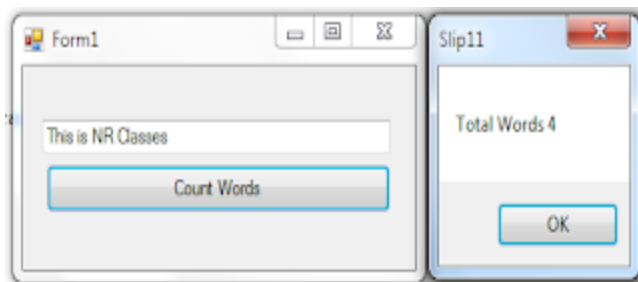 Form1
This is NR Classes
Count Words
Slip11
Total Words 4
OK